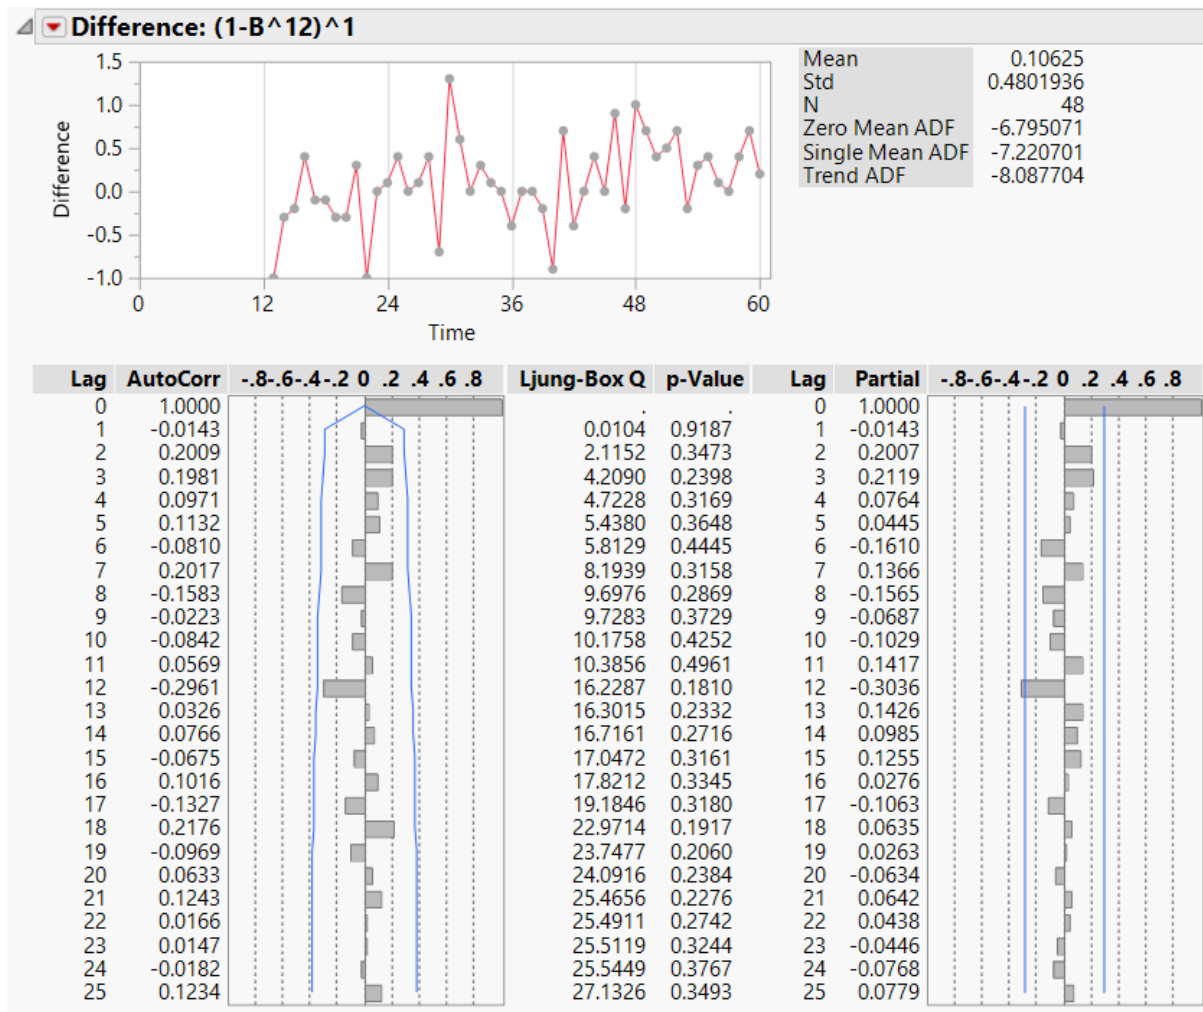 Difference: (1-B^12)^1
1.5
1.0
0.5
0.0
-0.5
-1.0
Difference
0 12 24 36 48 60
Time
Mean 0.10625
Std 0.4801936
N 48
Zero Mean ADF -6.795071
Single Mean ADF -7.220701
Trend ADF -8.087704
Lag AutoCorr -.8-.6-.4-.2 0 .2 .4 .6 .8 Ljung-Box Q p-Value Lag Partial -.8-.6-.4-.2 0 .2 .4 .6 .8
0 1.0000 . . 0 1.0000
1 -0.0143 0.0104 0.9187 1 -0.0143
2 0.2009 2.1152 0.3473 2 0.2007
3 0.1981 4.2090 0.2398 3 0.2119
4 0.0971 4.7228 0.3169 4 0.0764
5 0.1132 5.4380 0.3648 5 0.0445
6 -0.0810 5.8129 0.4445 6 -0.1610
7 0.2017 8.1939 0.3158 7 0.1366
8 -0.1583 9.6976 0.2869 8 -0.1565
9 -0.0223 9.7283 0.3729 9 -0.0687
10 -0.0842 10.1758 0.4252 10 -0.1029
11 0.0569 10.3856 0.4961 11 0.1417
12 -0.2961 16.2287 0.1810 12 -0.3036
13 0.0326 16.3015 0.2332 13 0.1426
14 0.0766 16.7161 0.2716 14 0.0985
15 -0.0675 17.0472 0.3161 15 0.1255
16 0.1016 17.8212 0.3345 16 0.0276
17 -0.1327 19.1846 0.3180 17 -0.1063
18 0.2176 22.9714 0.1917 18 0.0635
19 -0.0969 23.7477 0.2060 19 0.0263
20 0.0633 24.0916 0.2384 20 -0.0634
21 0.1243 25.4656 0.2276 21 0.0642
22 0.0166 25.4911 0.2742 22 0.0438
23 0.0147 25.5119 0.3244 23 -0.0446
24 -0.0182 25.5449 0.3767 24 -0.0768
25 0.1234 27.1326 0.3493 25 0.0779